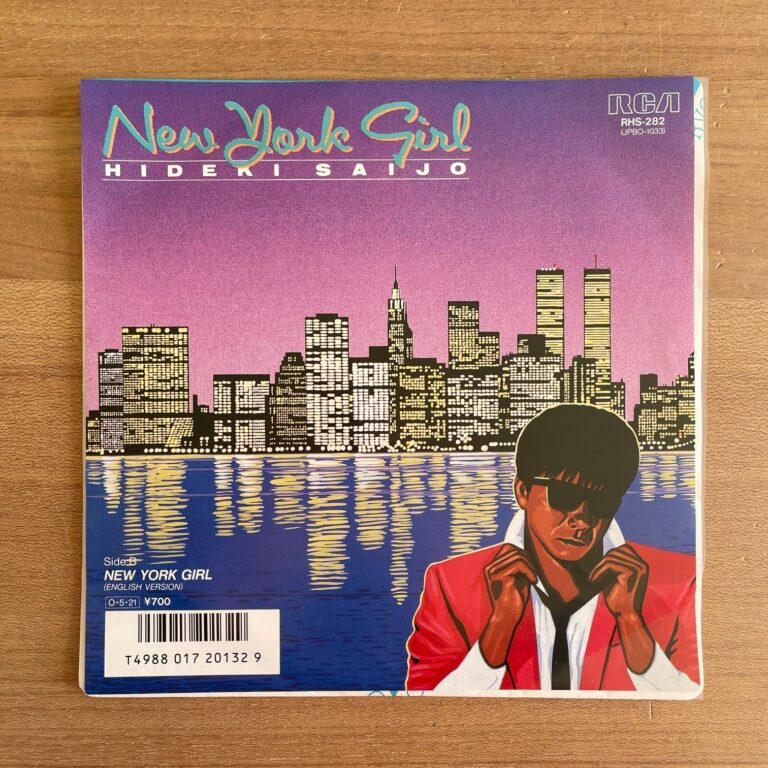 New York Girl
HIDEKI SAIJO
RCA
RHS-282
(JPBO-1033)
Side:B
NEW YORK GIRL
(ENGLISH VERSION)
O·5·21 ¥700
T4988 017 20132 9